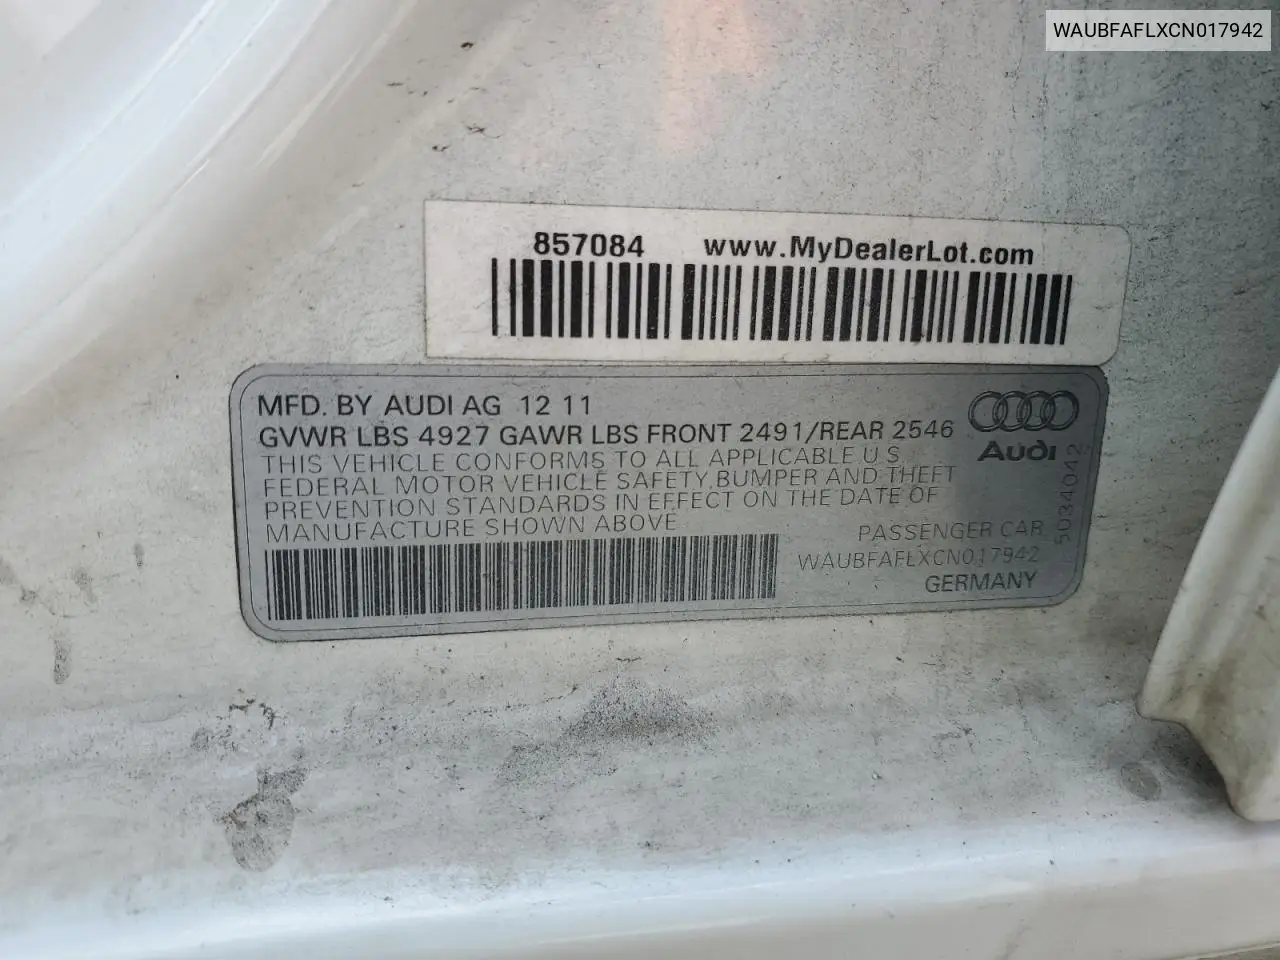 WAUBFAFLXCN017942
857084 www.MyDealerLot.com
MFD. BY AUDI AG 12 11
GVWR LBS 4927 GAWR LBS FRONT 2491/REAR 2546
THIS VEHICLE CONFORMS TO ALL APPLICABLE U S
FEDERAL MOTOR VEHICLE SAFETY, BUMPER AND THEFT
PREVENTION STANDARDS IN EFFECT ON THE DATE OF
MANUFACTURE SHOWN ABOVE
Audi
5034042
PASSENGER CAR
WAUBFAFLXCN017942
GERMANY